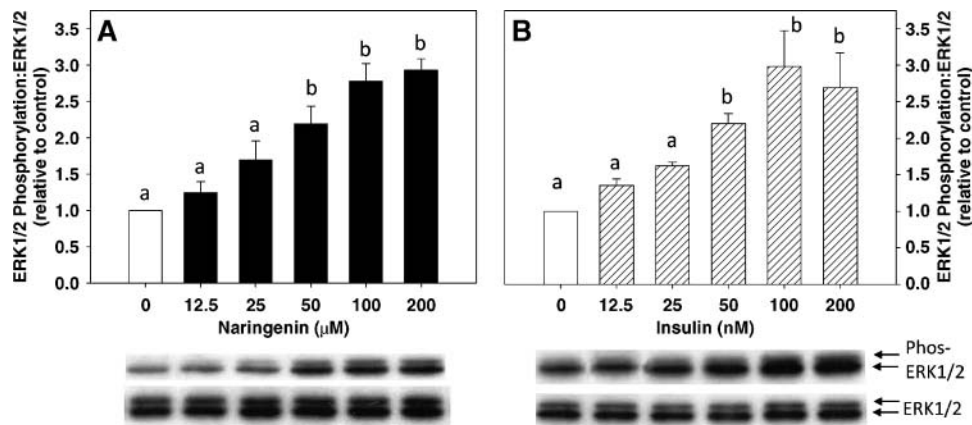 A
ERK1/2 Phosphorylation:ERK1/2
(relative to control)
3.5
3.0
2.5
2.0
1.5
1.0
0.5
0.0
a
a
a
b
b
b
0 12.5 25 50 100 200
Naringenin (μM)
B
a
a
a
b
b
b
3.5
3.0
2.5
2.0
1.5
1.0
0.5
0.0
ERK1/2 Phosphorylation:ERK1/2
(relative to control)
0 12.5 25 50 100 200
Insulin (nM)
Phos-
ERK1/2
ERK1/2